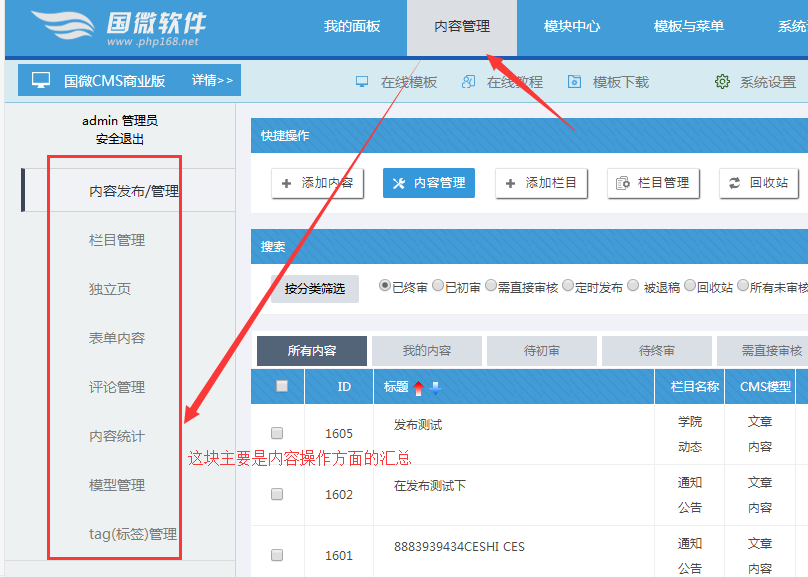 国微软件
www.php168.net
我的面板 内容管理 模块中心 模板与菜单 系统
国微CMS商业版 详情>> 在线模板 在线教程 模板下载 系统设置
admin 管理员
安全退出
内容发布/管理
栏目管理
独立页
表单内容
评论管理
内容统计
模型管理
tag(标签)管理
快捷操作
添加内容 内容管理 添加栏目 栏目管理 回收站
搜索
按分类筛选 已终审 已初审 需直接审核 定时发布 被退稿 回收站 所有未审核
所有内容 我的内容 待初审 待终审 需直接审核
ID 标题 栏目名称 CMS模型
1605 发布测试 学院动态 文章内容
这块主要是内容操作方面的汇总
1602 在发布测试下 通知公告 文章内容
1601 8883939434CESHI CES 通知公告 文章内容